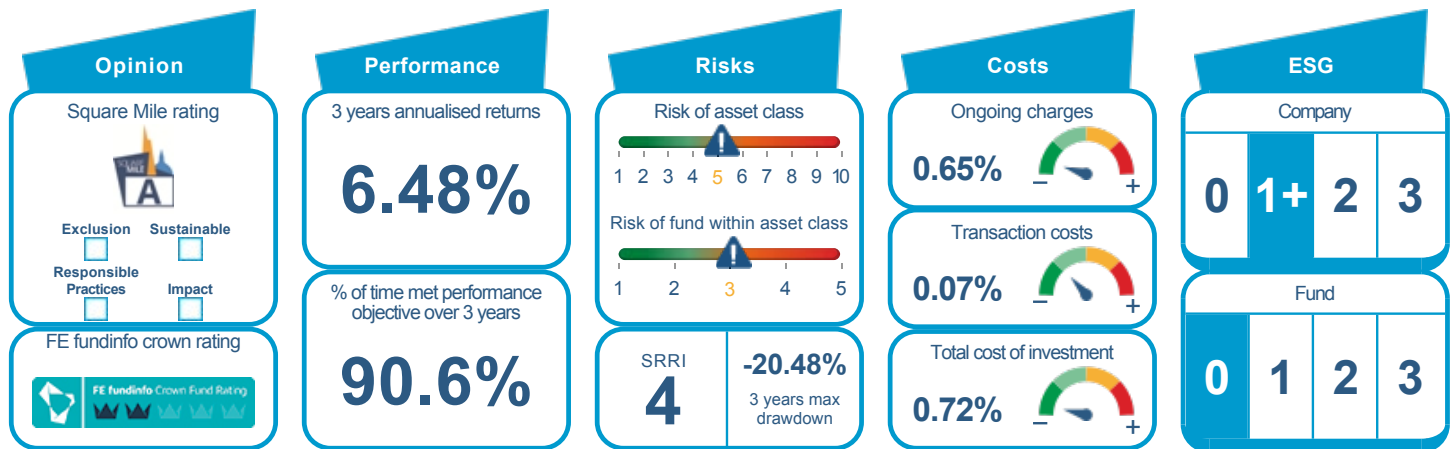 Opinion
Square Mile rating
SQUARE
MILE
A
Exclusion Sustainable
Responsible
Practices Impact
FE fundinfo crown rating
FE fundinfo Crown Fund Rating
Performance
3 years annualised returns
6.48%
% of time met performance
objective over 3 years
90.6%
Risks
Risk of asset class
!
1 2 3 4 5 6 7 8 9 10
Risk of fund within asset class
!
1 2 3 4 5
SRRI
4
-20.48%
3 years max
drawdown
Costs
Ongoing charges
0.65%
– +
Transaction costs
0.07%
– +
Total cost of investment
0.72%
– +
ESG
Company
0 1+ 2 3
Fund
0 1 2 3